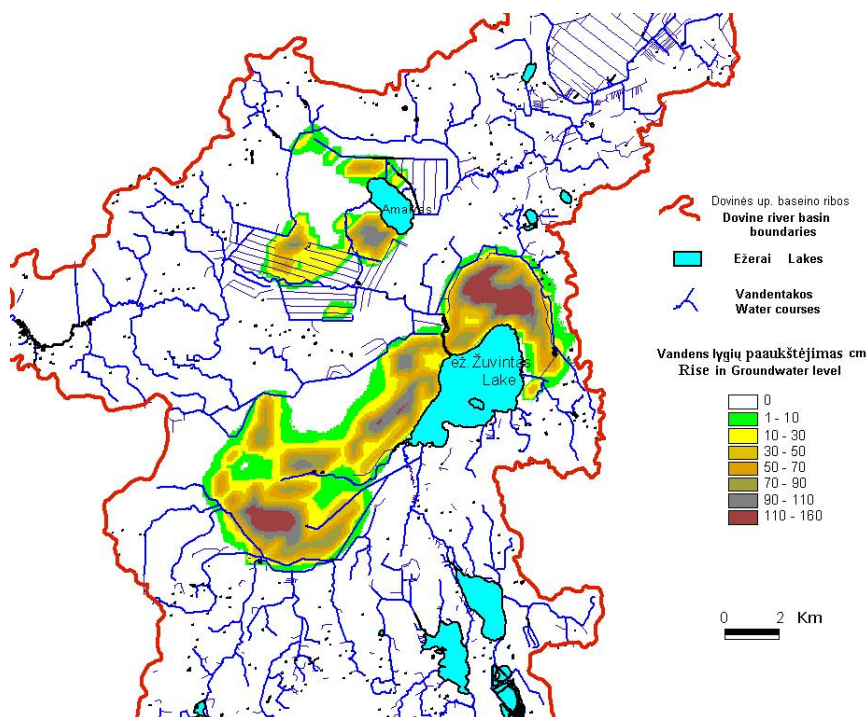 Amalvas
ež. Žuvintas
Lake
Dovinės up. baseino ribos
Dovine river basin
boundaries
Ežerai Lakes
Vandentakos
Water courses
Vandens lygių paaukštėjimas cm
Rise in Groundwater level
0
1 - 10
10 - 30
30 - 50
50 - 70
70 - 90
90 - 110
110 - 160
0 2 Km